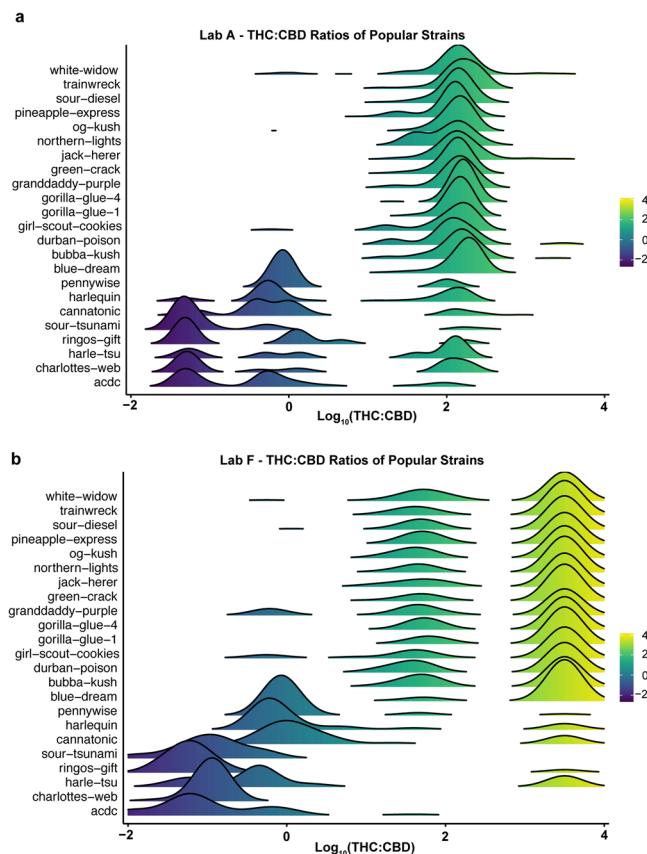 a
Lab A - THC:CBD Ratios of Popular Strains
white-widow
trainwreck
sour-diesel
pineapple-express
og-kush
northern-lights
jack-herer
green-crack
granddaddy-purple
gorilla-glue-4
gorilla-glue-1
girl-scout-cookies
durban-poison
bubba-kush
blue-dream
pennywise
harlequin
cannatonic
sour-tsunami
ringos-gift
harle-tsu
charlottes-web
acdc
4
2
0
−2
−2 0 2 4
Log₁₀(THC:CBD)
b
Lab F - THC:CBD Ratios of Popular Strains
white-widow
trainwreck
sour-diesel
pineapple-express
og-kush
northern-lights
jack-herer
green-crack
granddaddy-purple
gorilla-glue-4
gorilla-glue-1
girl-scout-cookies
durban-poison
bubba-kush
blue-dream
pennywise
harlequin
cannatonic
sour-tsunami
ringos-gift
harle-tsu
charlottes-web
acdc
4
2
0
−2
−2 0 2 4
Log₁₀(THC:CBD)